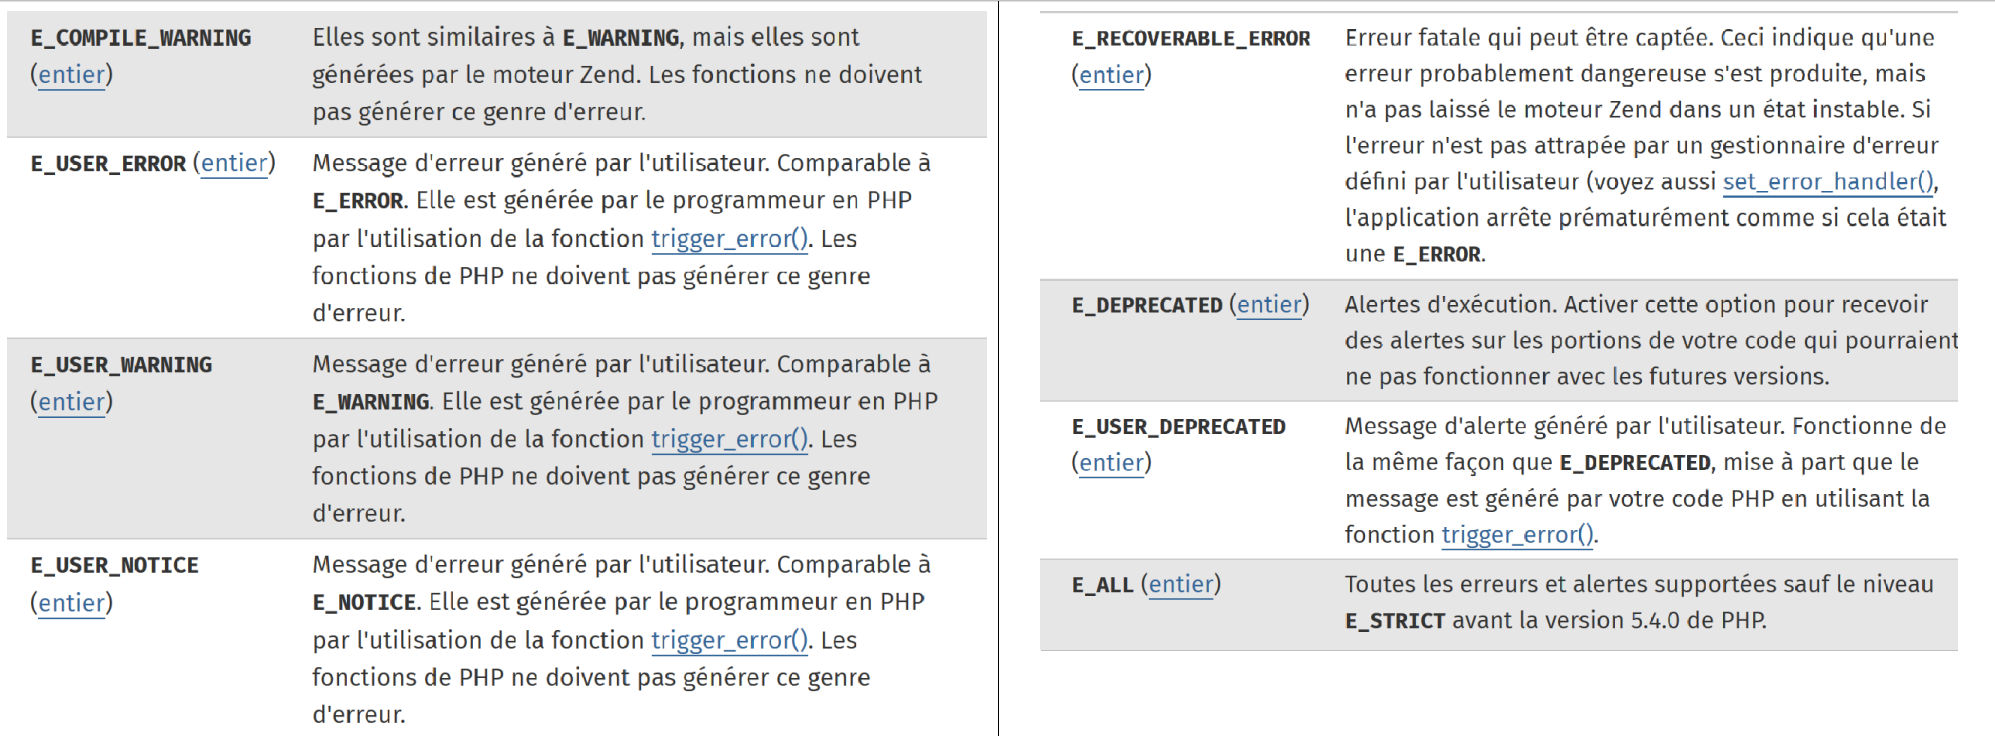 E_COMPILE_WARNING
(entier)
Elles sont similaires à E_WARNING, mais elles sont
générées par le moteur Zend. Les fonctions ne doivent
pas générer ce genre d'erreur.
E_USER_ERROR (entier)
Message d'erreur généré par l'utilisateur. Comparable à
E_ERROR. Elle est générée par le programmeur en PHP
par l'utilisation de la fonction trigger_error(). Les
fonctions de PHP ne doivent pas générer ce genre
d'erreur.
E_USER_WARNING
(entier)
Message d'erreur généré par l'utilisateur. Comparable à
E_WARNING. Elle est générée par le programmeur en PHP
par l'utilisation de la fonction trigger_error(). Les
fonctions de PHP ne doivent pas générer ce genre
d'erreur.
E_USER_NOTICE
(entier)
Message d'erreur généré par l'utilisateur. Comparable à
E_NOTICE. Elle est générée par le programmeur en PHP
par l'utilisation de la fonction trigger_error(). Les
fonctions de PHP ne doivent pas générer ce genre
d'erreur.
E_RECOVERABLE_ERROR
(entier)
Erreur fatale qui peut être captée. Ceci indique qu'une
erreur probablement dangereuse s'est produite, mais
n'a pas laissé le moteur Zend dans un état instable. Si
l'erreur n'est pas attrapée par un gestionnaire d'erreur
défini par l'utilisateur (voyez aussi set_error_handler(),
l'application arrête prématurément comme si cela était
une E_ERROR.
E_DEPRECATED (entier)
Alertes d'exécution. Activer cette option pour recevoir
des alertes sur les portions de votre code qui pourraient
ne pas fonctionner avec les futures versions.
E_USER_DEPRECATED
(entier)
Message d'alerte généré par l'utilisateur. Fonctionne de
la même façon que E_DEPRECATED, mise à part que le
message est généré par votre code PHP en utilisant la
fonction trigger_error().
E_ALL (entier)
Toutes les erreurs et alertes supportées sauf le niveau
E_STRICT avant la version 5.4.0 de PHP.